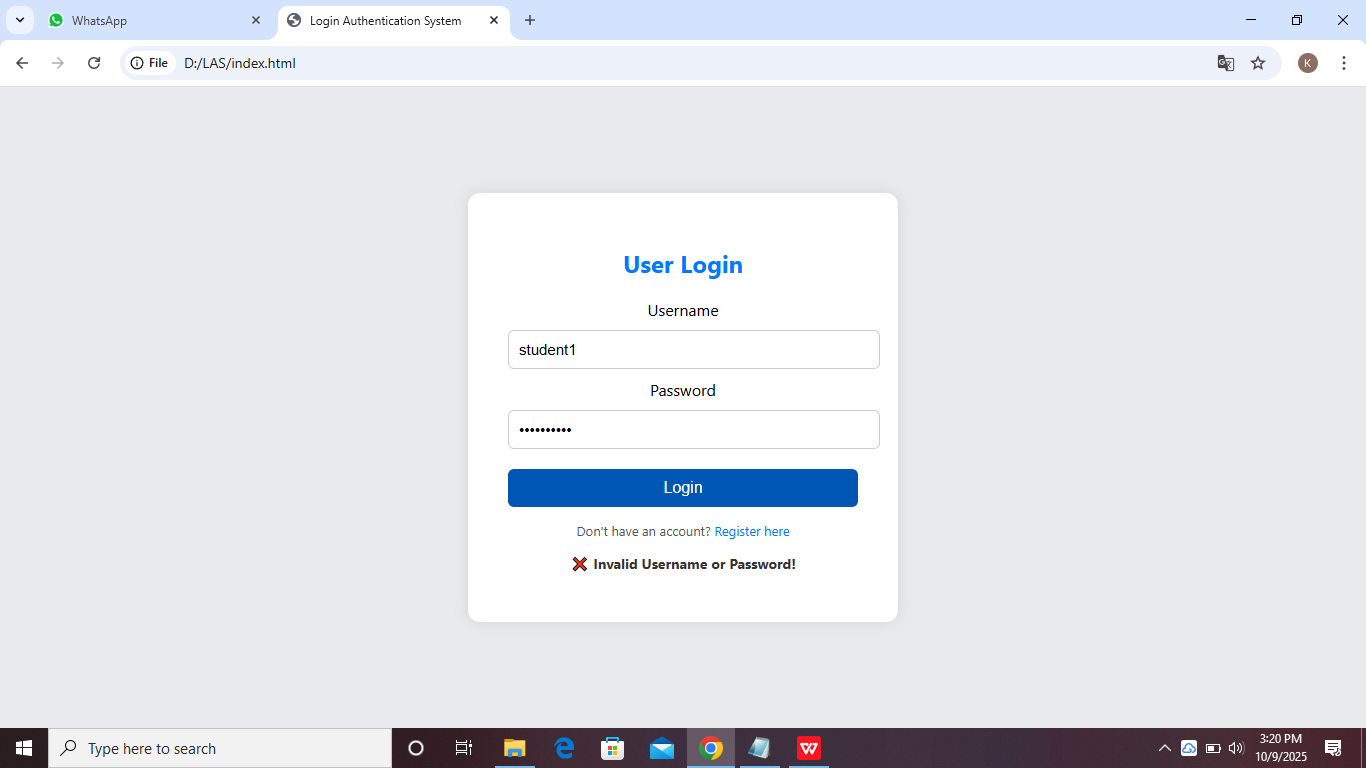 WhatsApp
Login Authentication System
File D:/LAS/index.html
K
User Login
Username
student1
Password
••••••••••
Login
Don't have an account? Register here
❌ Invalid Username or Password!
Type here to search
3:20 PM
10/9/2025